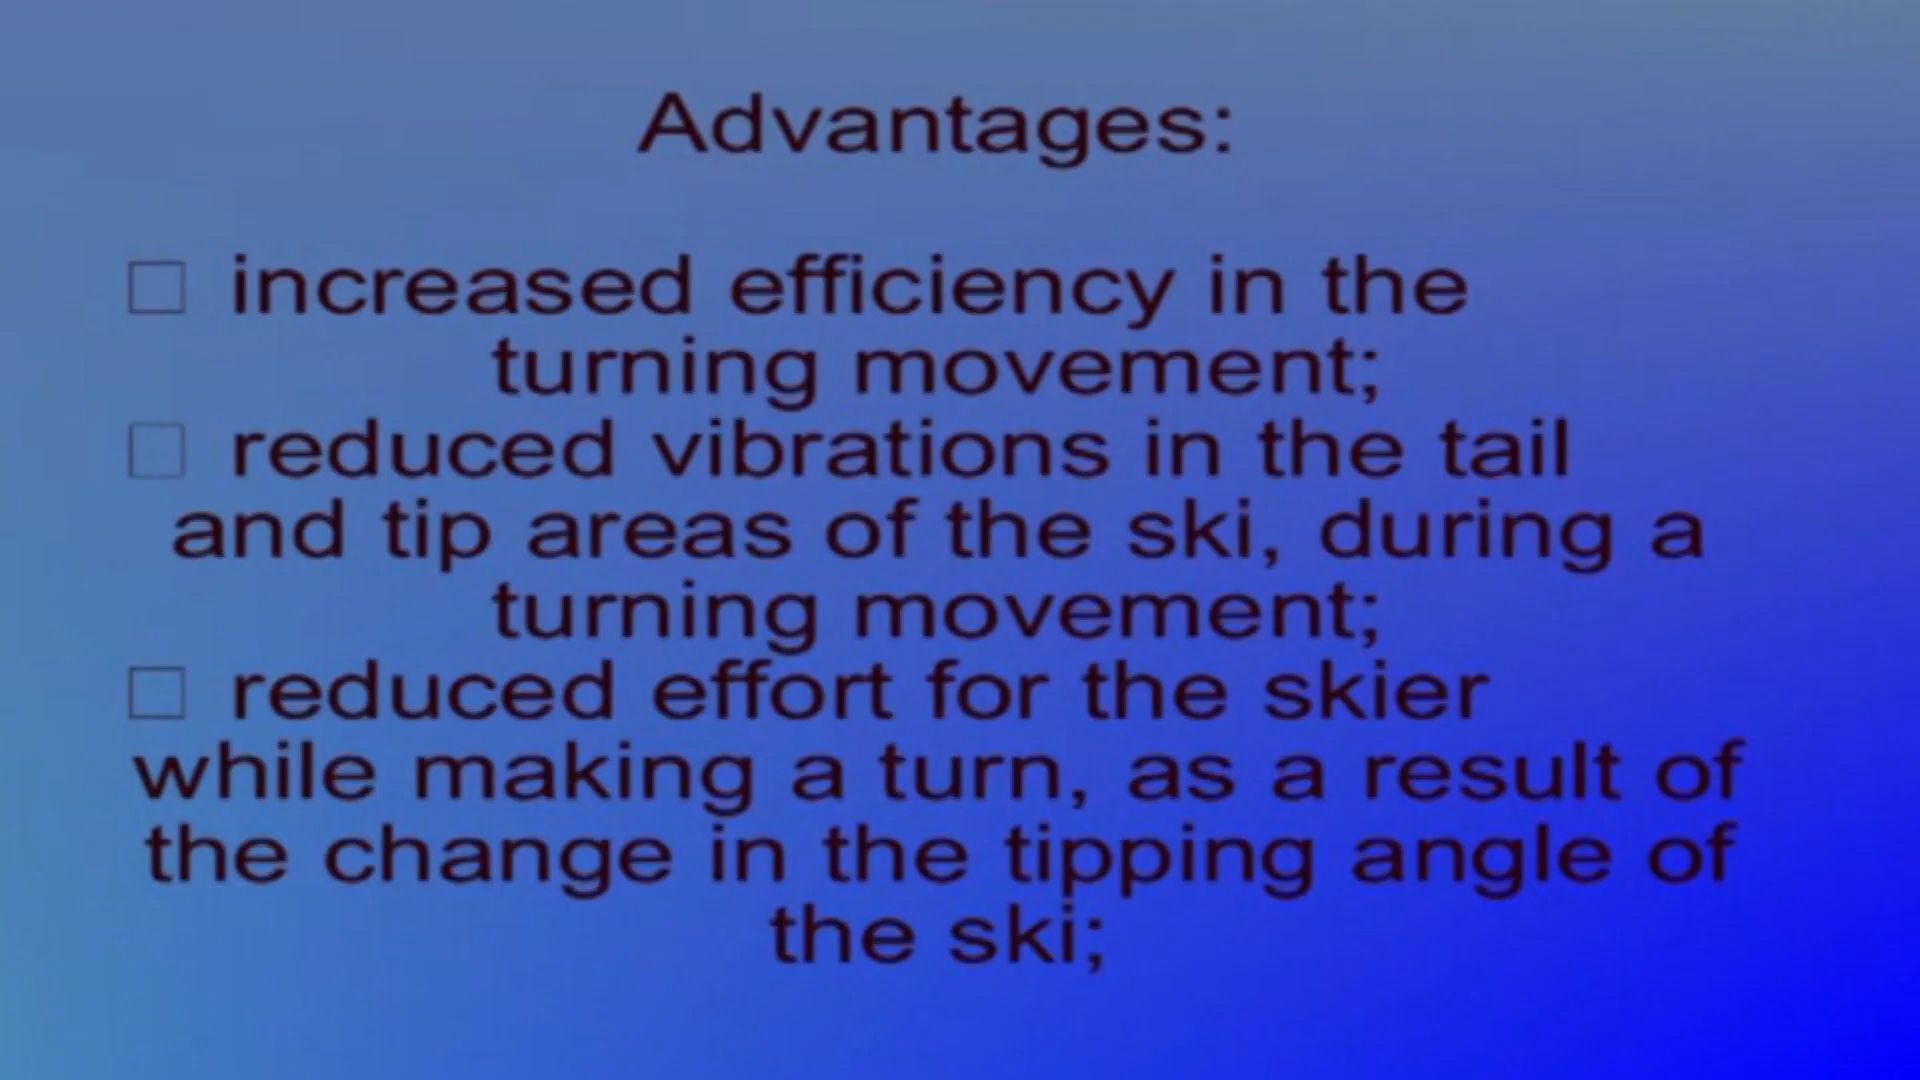 Advantages:
□ increased efficiency in the
turning movement;
□ reduced vibrations in the tail
and tip areas of the ski, during a
turning movement;
□ reduced effort for the skier
while making a turn, as a result of
the change in the tipping angle of
the ski;